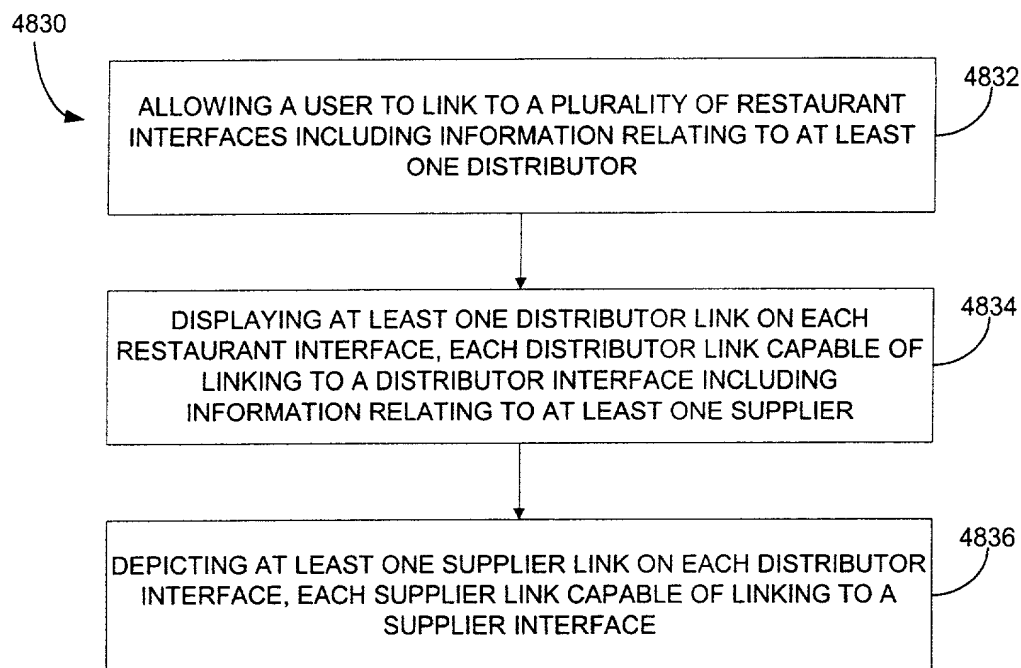 4830
4832
ALLOWING A USER TO LINK TO A PLURALITY OF RESTAURANT
INTERFACES INCLUDING INFORMATION RELATING TO AT LEAST
ONE DISTRIBUTOR
4834
DISPLAYING AT LEAST ONE DISTRIBUTOR LINK ON EACH
RESTAURANT INTERFACE, EACH DISTRIBUTOR LINK CAPABLE OF
LINKING TO A DISTRIBUTOR INTERFACE INCLUDING
INFORMATION RELATING TO AT LEAST ONE SUPPLIER
4836
DEPICTING AT LEAST ONE SUPPLIER LINK ON EACH DISTRIBUTOR
INTERFACE, EACH SUPPLIER LINK CAPABLE OF LINKING TO A
SUPPLIER INTERFACE